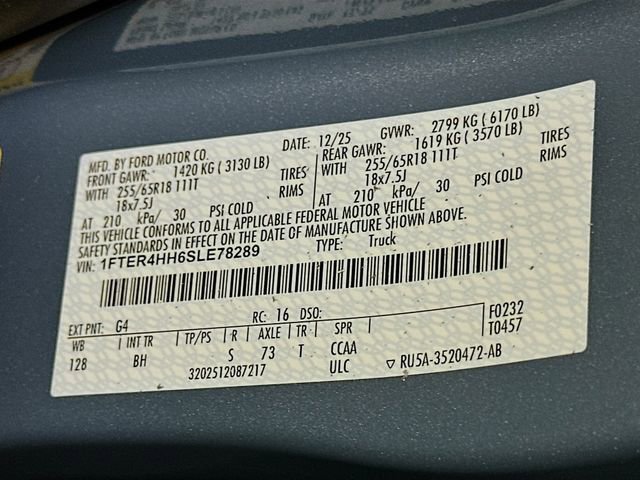 MFD. BY FORD MOTOR CO.
DATE: 12/25 GVWR: 2799 KG ( 6170 LB)
FRONT GAWR: 1420 KG ( 3130 LB) REAR GAWR: 1619 KG ( 3570 LB)
WITH 255/65R18 111T TIRES WITH 255/65R18 111T TIRES
18x7.5J RIMS 18x7.5J RIMS
AT 210 kPa/ 30 PSI COLD AT 210 kPa/ 30 PSI COLD
THIS VEHICLE CONFORMS TO ALL APPLICABLE FEDERAL MOTOR VEHICLE
SAFETY STANDARDS IN EFFECT ON THE DATE OF MANUFACTURE SHOWN ABOVE.
VIN: 1FTER4HH6SLE78289 TYPE: Truck
EXT PNT: G4 RC: 16 DSO: F0232
WB INT TR TP/PS R AXLE TR SPR T0457
128 BH S 73 T CCAA
3202512087217 ULC ▽ RU5A-3520472-AB